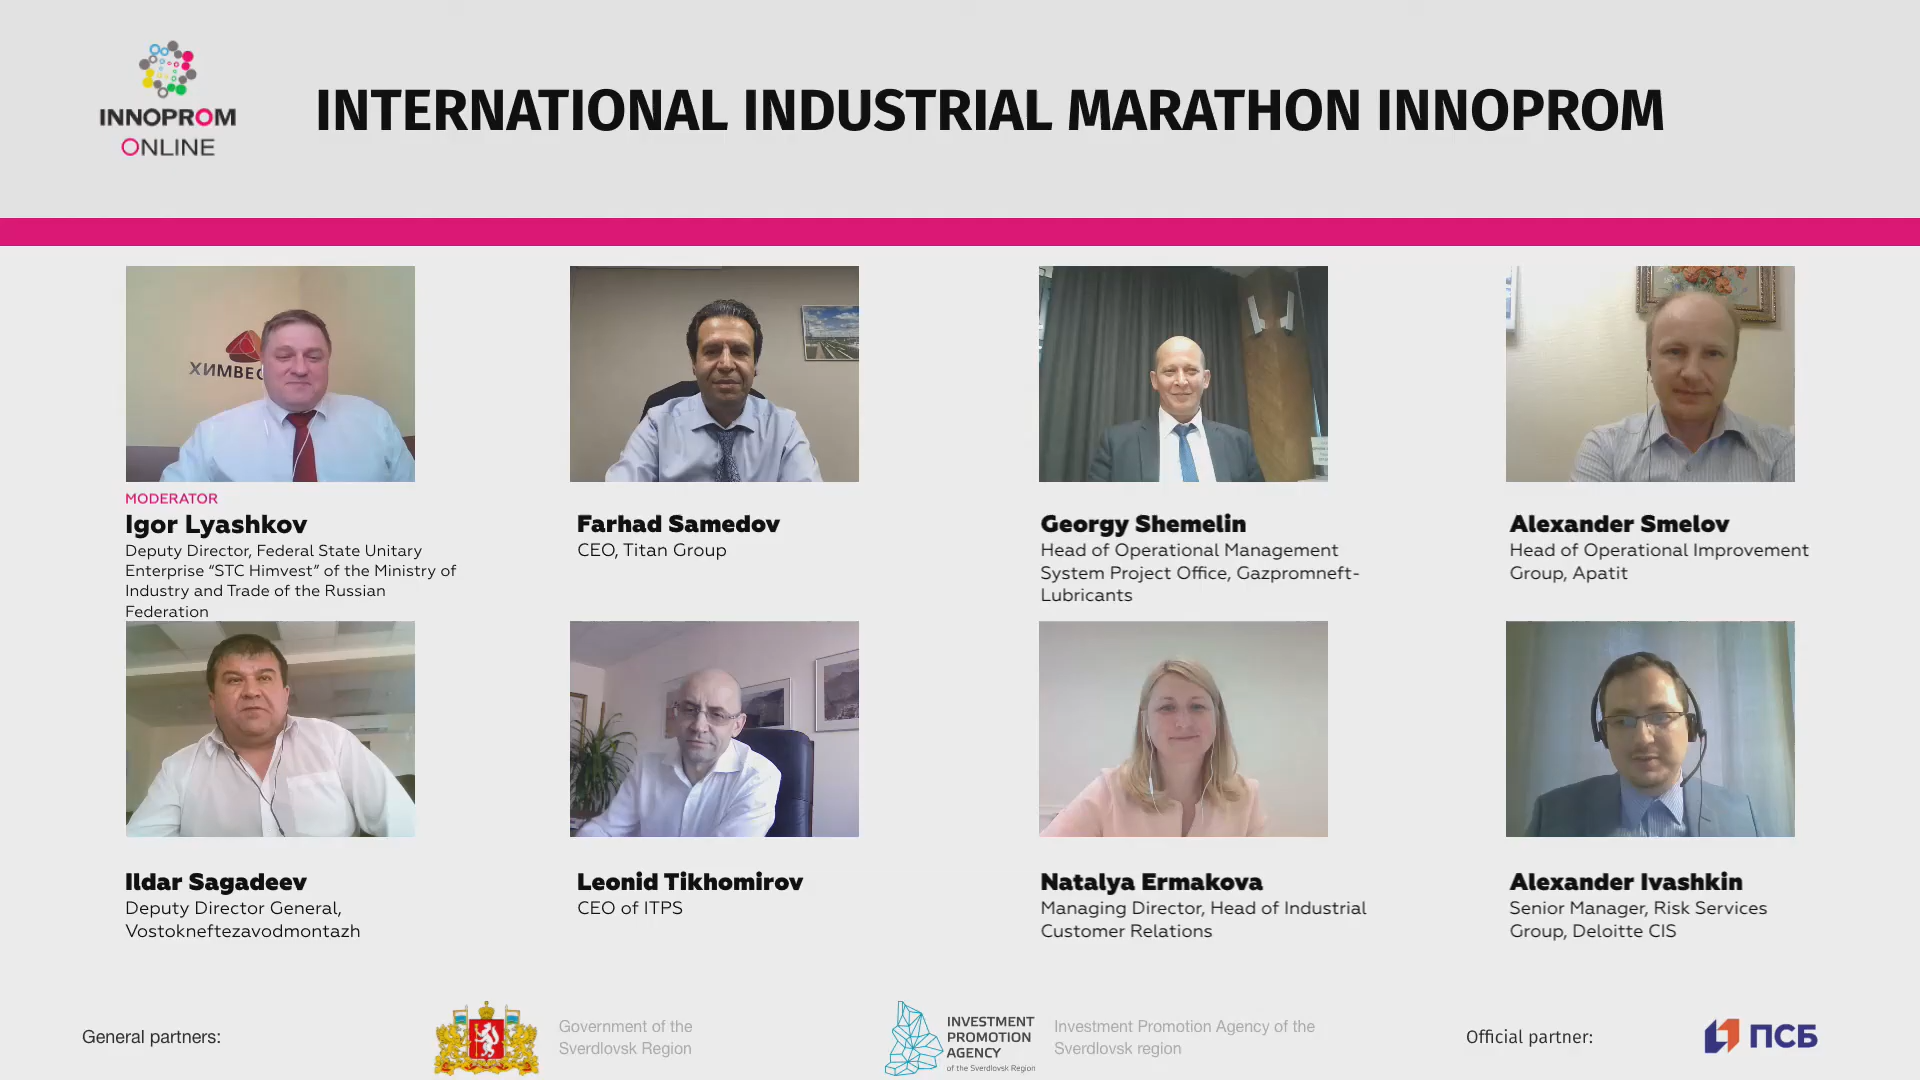 INNOPROM
ONLINE
INTERNATIONAL INDUSTRIAL MARATHON INNOPROM
ХИМВЕС
MODERATOR
Igor Lyashkov
Deputy Director, Federal State Unitary
Enterprise “STC Himvest” of the Ministry of
Industry and Trade of the Russian
Federation
Farhad Samedov
CEO, Titan Group
Georgy Shemelin
Head of Operational Management
System Project Office, Gazpromneft-
Lubricants
Alexander Smelov
Head of Operational Improvement
Group, Apatit
Ildar Sagadeev
Deputy Director General,
Vostokneftezavodmontazh
Leonid Tikhomirov
CEO of ITPS
Natalya Ermakova
Managing Director, Head of Industrial
Customer Relations
Alexander Ivashkin
Senior Manager, Risk Services
Group, Deloitte CIS
General partners:
Government of the
Sverdlovsk Region
INVESTMENT
PROMOTION
AGENCY
of the Sverdlovsk Region
Investment Promotion Agency of the
Sverdlovsk region
Official partner:
ПСБ